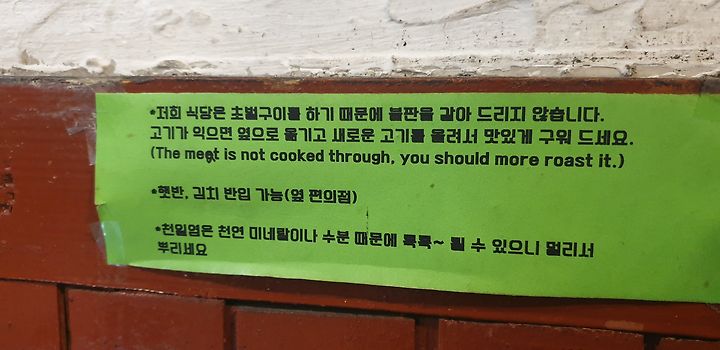 •저희 식당은 초벌구이를 하기 때문에 불판을 갈아 드리지 않습니다.
고기가 익으면 옆으로 옮기고 새로운 고기를 올려서 맛있게 구워 드세요.
(The meat is not cooked through, you should more roast it.)
•햇반, 김치 반입 가능(옆 편의점)
•천일염은 천연 미네랄이나 수분 때문에 톡톡~ 튈 수 있으니 멀리서
뿌리세요